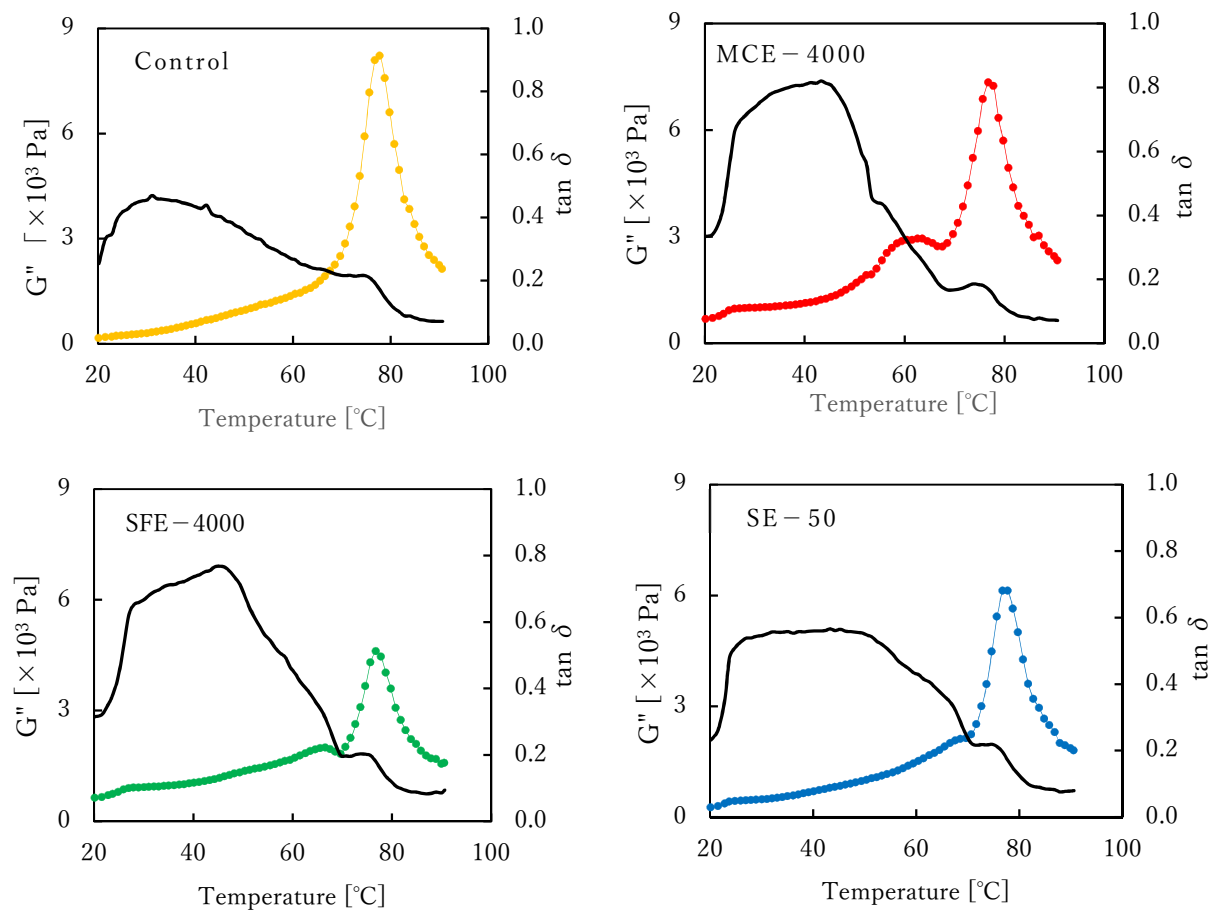 Control
9
6
3
0
G" [ ×10³ Pa]
1.0
0.8
0.6
0.4
0.2
0.0
tan δ
20 40 60 80 100
Temperature [℃]
MCE－4000
9
6
3
0
G" [ ×10³ Pa]
1.0
0.8
0.6
0.4
0.2
0.0
tan δ
20 40 60 80 100
Temperature [℃]
SFE－4000
9
6
3
0
G" [ ×10³ Pa]
1.0
0.8
0.6
0.4
0.2
0.0
tan δ
20 40 60 80 100
Temperature [℃]
SE－50
9
6
3
0
G" [ ×10³ Pa]
1.0
0.8
0.6
0.4
0.2
0.0
tan δ
20 40 60 80 100
Temperature [℃]